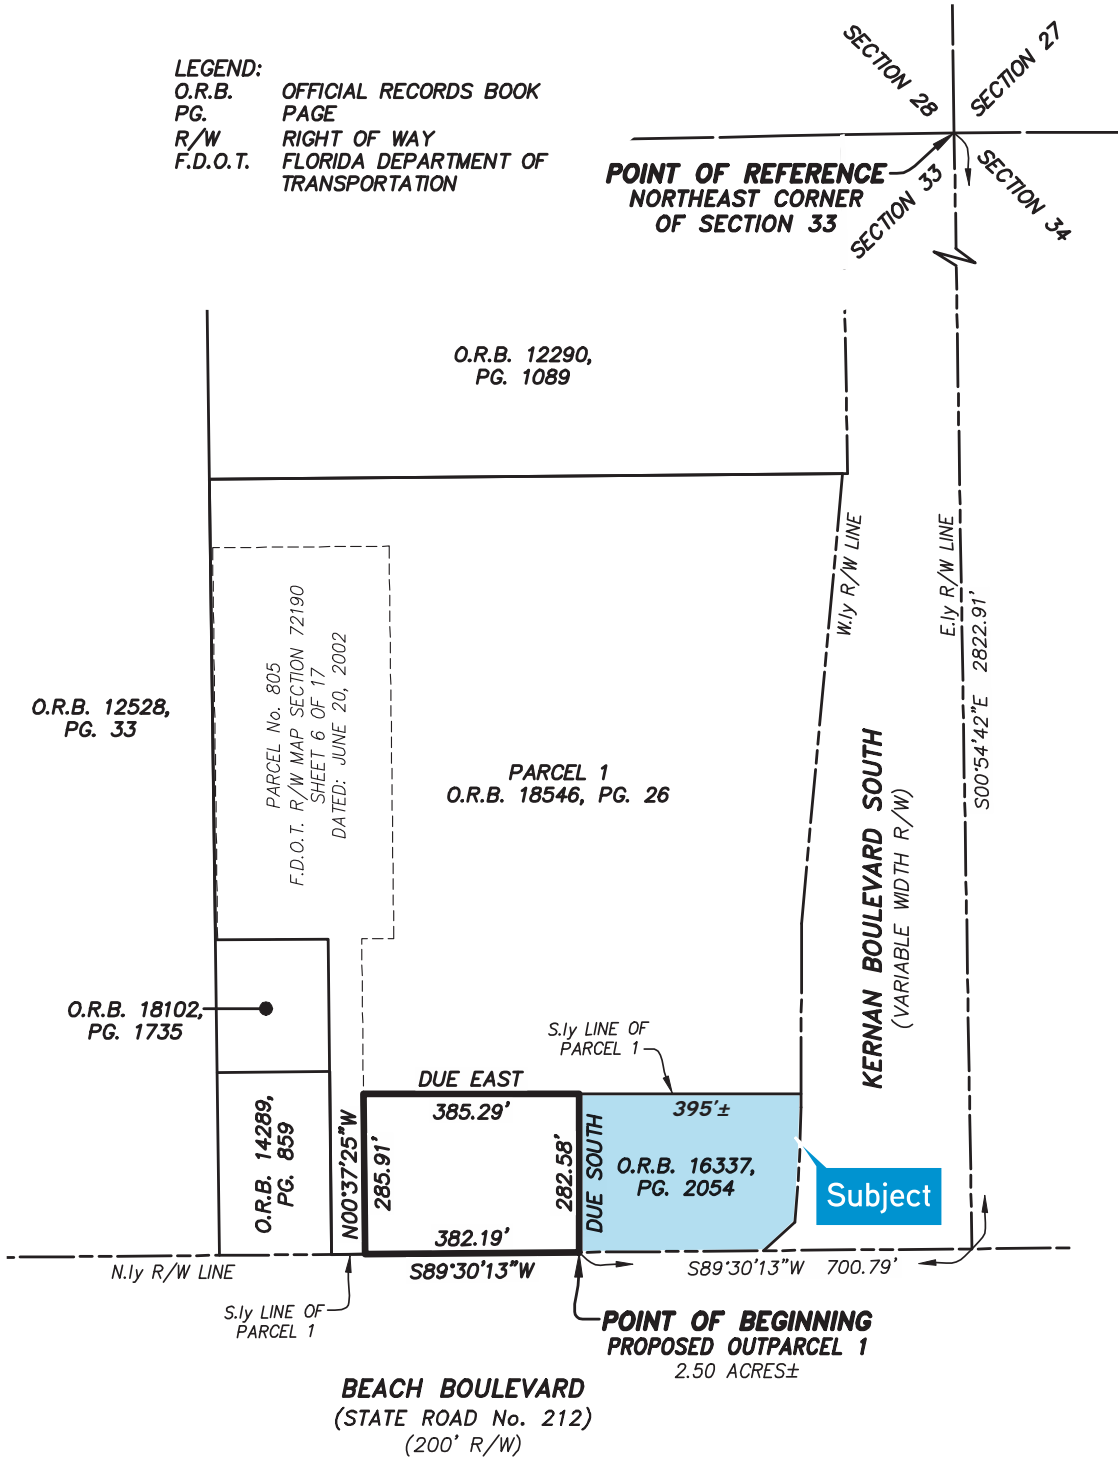 LEGEND:
O.R.B. OFFICIAL RECORDS BOOK
PG. PAGE
R/W RIGHT OF WAY
F.D.O.T. FLORIDA DEPARTMENT OF
TRANSPORTATION
SECTION 28
SECTION 27
SECTION 33
SECTION 34
POINT OF REFERENCE
NORTHEAST CORNER
OF SECTION 33
O.R.B. 12290,
PG. 1089
W.ly R/W LINE
E.ly R/W LINE
S00°54'42"E 2822.91'
PARCEL No. 805
F.D.O.T. R/W MAP SECTION 72190
SHEET 6 OF 17
DATED: JUNE 20, 2002
O.R.B. 12528,
PG. 33
PARCEL 1
O.R.B. 18546, PG. 26
KERNAN BOULEVARD SOUTH
(VARIABLE WIDTH R/W)
O.R.B. 18102,
PG. 1735
S.ly LINE OF
PARCEL 1
DUE EAST
385.29'
395'±
O.R.B. 14289,
PG. 859
N00°37'25"W
285.91'
282.58'
DUE SOUTH
O.R.B. 16337,
PG. 2054
Subject
382.19'
N.ly R/W LINE
S89°30'13"W
S89°30'13"W 700.79'
S.ly LINE OF
PARCEL 1
POINT OF BEGINNING
PROPOSED OUTPARCEL 1
2.50 ACRES±
BEACH BOULEVARD
(STATE ROAD No. 212)
(200' R/W)